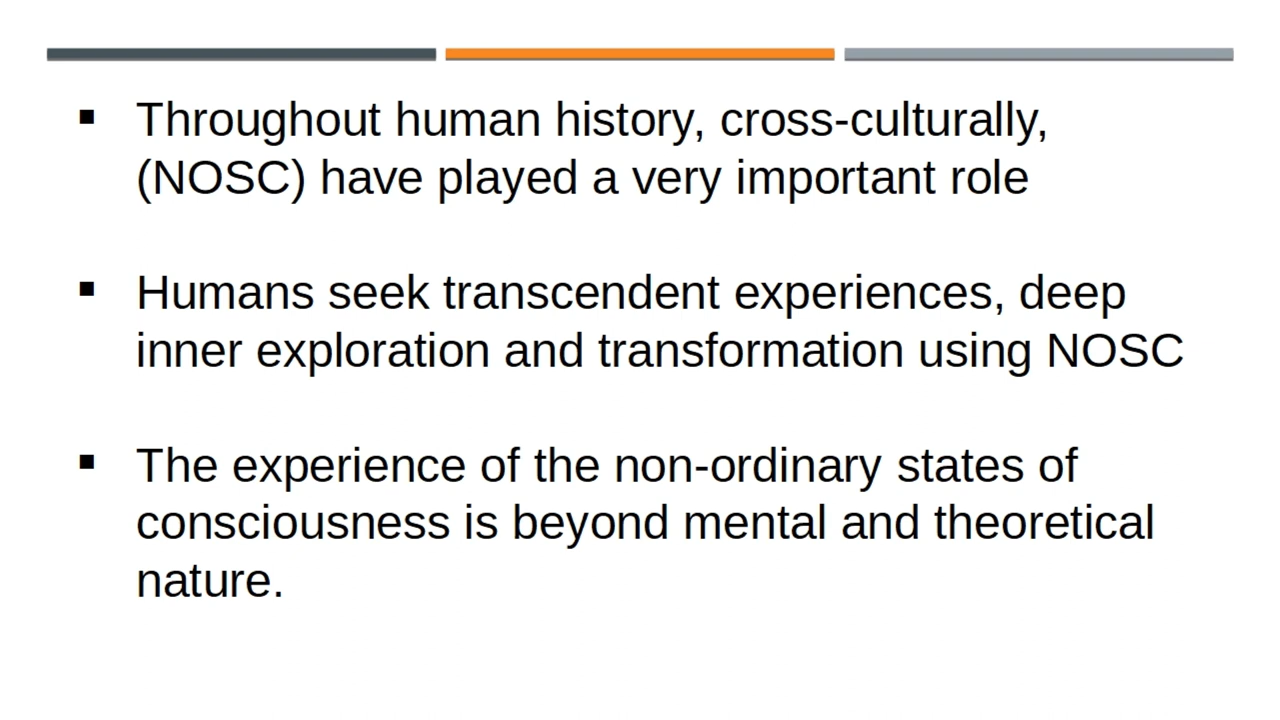 ▪ Throughout human history, cross-culturally,
(NOSC) have played a very important role
▪ Humans seek transcendent experiences, deep
inner exploration and transformation using NOSC
▪ The experience of the non-ordinary states of
consciousness is beyond mental and theoretical
nature.